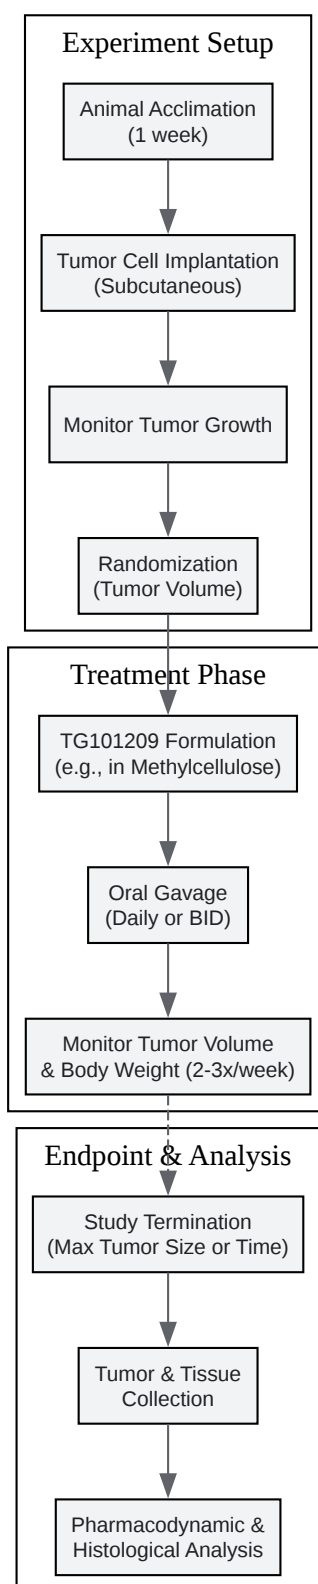 Experiment Setup
Animal Acclimation
(1 week)
Tumor Cell Implantation
(Subcutaneous)
Monitor Tumor Growth
Randomization
(Tumor Volume)
Treatment Phase
TG101209 Formulation
(e.g., in Methylcellulose)
Oral Gavage
(Daily or BID)
Monitor Tumor Volume
& Body Weight (2-3x/week)
Endpoint & Analysis
Study Termination
(Max Tumor Size or Time)
Tumor & Tissue
Collection
Pharmacodynamic &
Histological Analysis